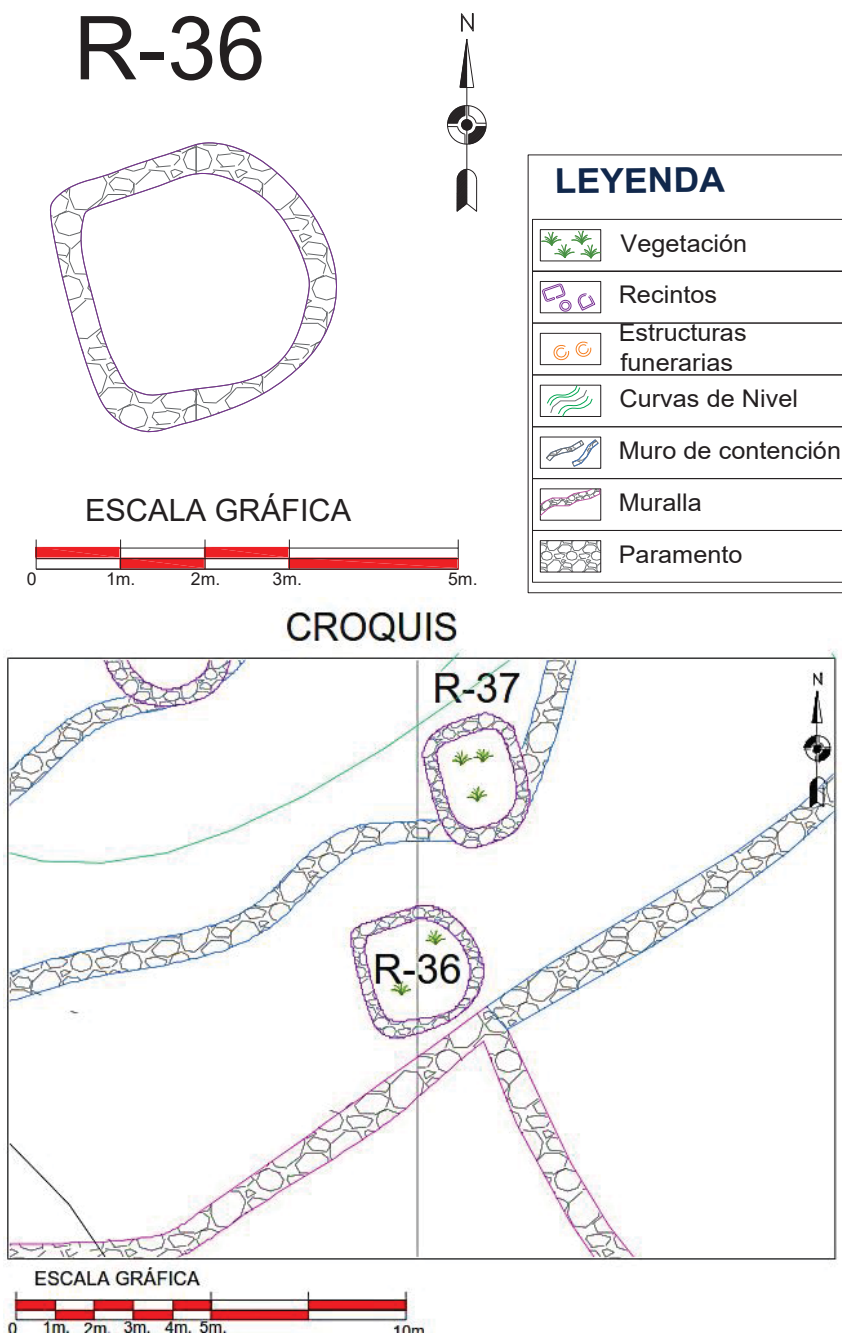 R-36
N
LEYENDA
Vegetación
Recintos
Estructuras
funerarias
Curvas de Nivel
Muro de contención
Muralla
Paramento
ESCALA GRÁFICA
0 1m. 2m. 3m. 5m.
CROQUIS
R-37
N
R-36
ESCALA GRÁFICA
0 1m. 2m. 3m. 4m. 5m. 10m.